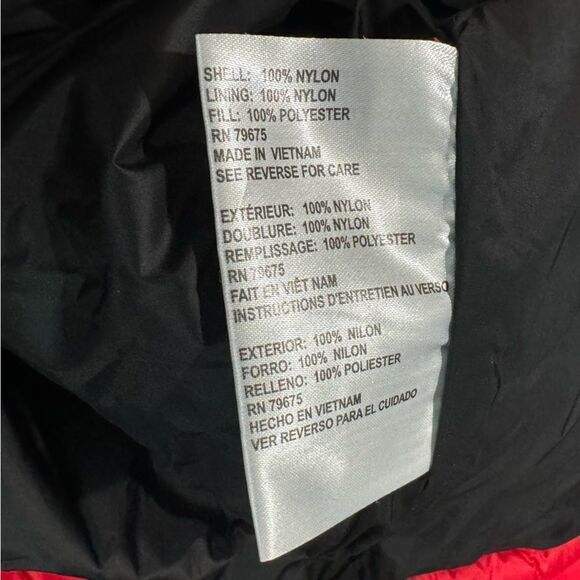 SHELL: 100% NYLON
LINING: 100% NYLON
FILL: 100% POLYESTER
RN 79675
MADE IN VIETNAM
SEE REVERSE FOR CARE
EXTÉRIEUR: 100% NYLON
DOUBLURE: 100% NYLON
REMPLISSAGE: 100% POLYESTER
RN 79675
FAIT EN VIÊT NAM
INSTRUCTIONS D'ENTRETIEN AU VERSO
EXTERIOR: 100% NILON
FORRO: 100% NILON
RELLENO: 100% POLIESTER
RN 79675
HECHO EN VIETNAM
VER REVERSO PARA EL CUIDADO